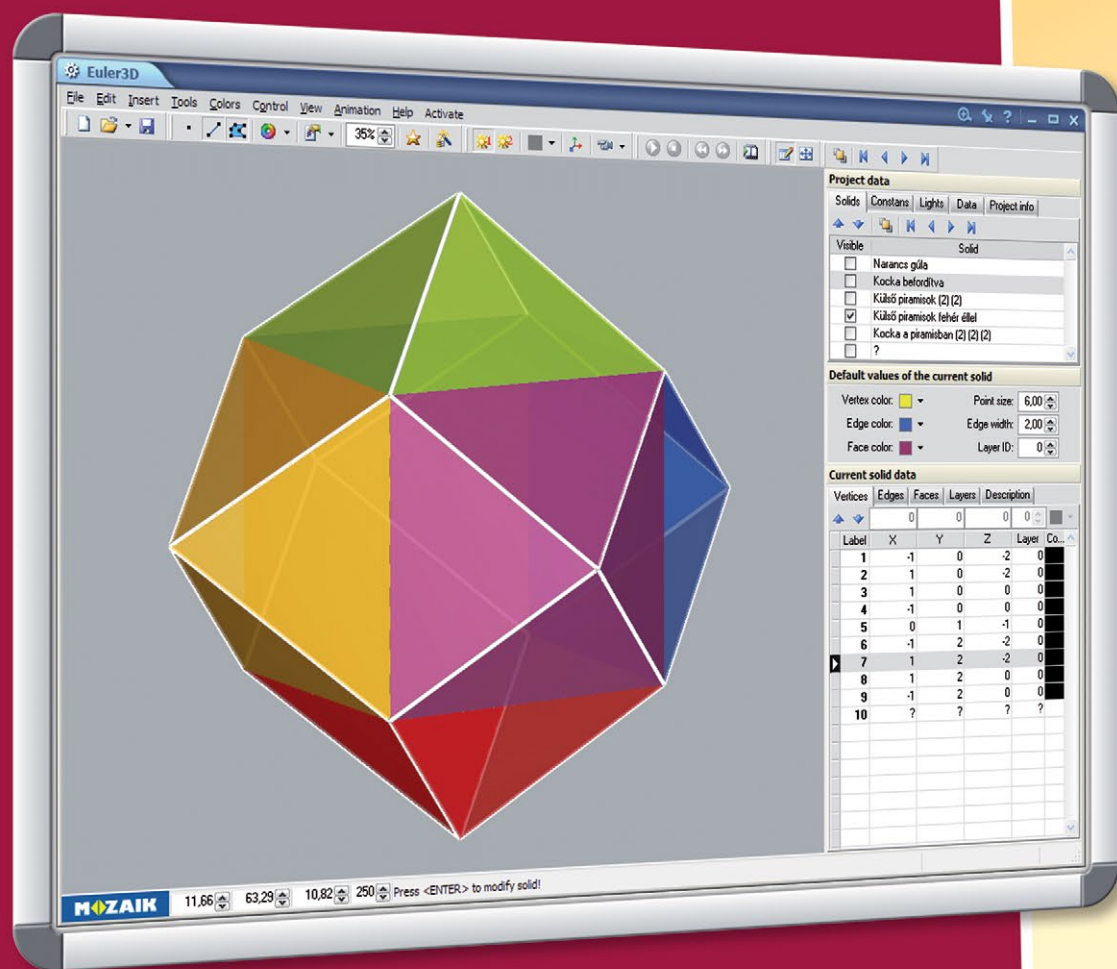 Euler3D
File Edit Insert Tools Colors Control View Animation Help Activate
35%
Project data
Solids Constans Lights Data Project info
Visible Solid
Narancs gúla
Kocka befordítva
Külső piramisok (2) (2)
Külső piramisok fehér éllel
Kocka a piramisban (2) (2) (2)
?
Default values of the current solid
Vertex color: Point size: 6,00
Edge color: Edge width: 2,00
Face color: Layer ID: 0
Current solid data
Vertices Edges Faces Layers Description
0 0 0 0
Label X Y Z Layer Co...
1 -1 0 -2 0
2 1 0 -2 0
3 1 0 0 0
4 -1 0 0 0
5 0 1 -1 0
6 -1 2 -2 0
7 1 2 -2 0
8 1 2 0 0
9 -1 2 0 0
10 ? ? ? ?
MOZAIK 11,66 63,29 10,82 250 Press <ENTER> to modify solid!